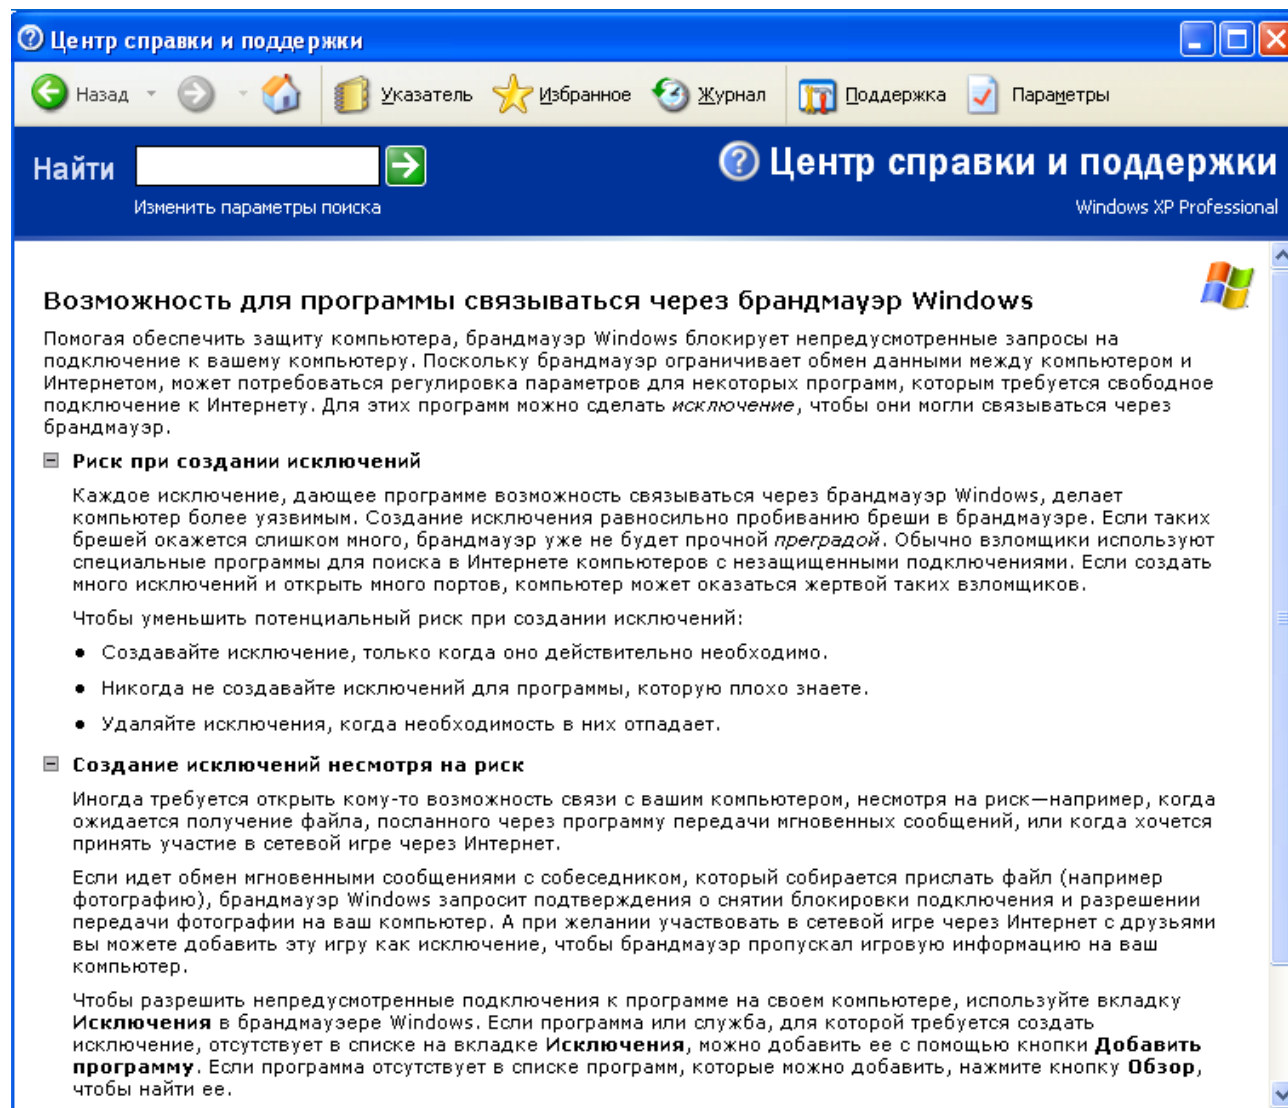 Центр справки и поддержки
Назад Указатель Избранное Журнал Поддержка Параметры
Найти
Центр справки и поддержки
Изменить параметры поиска
Windows XP Professional
Возможность для программы связываться через брандмауэр Windows
Помогая обеспечить защиту компьютера, брандмауэр Windows блокирует непредусмотренные запросы на
подключение к вашему компьютеру. Поскольку брандмауэр ограничивает обмен данными между компьютером и
Интернетом, может потребоваться регулировка параметров для некоторых программ, которым требуется свободное
подключение к Интернету. Для этих программ можно сделать исключение, чтобы они могли связываться через
брандмауэр.
Риск при создании исключений
Каждое исключение, дающее программе возможность связываться через брандмауэр Windows, делает
компьютер более уязвимым. Создание исключения равносильно пробиванию бреши в брандмауэре. Если таких
брешей окажется слишком много, брандмауэр уже не будет прочной преградой. Обычно взломщики используют
специальные программы для поиска в Интернете компьютеров с незащищенными подключениями. Если создать
много исключений и открыть много портов, компьютер может оказаться жертвой таких взломщиков.
Чтобы уменьшить потенциальный риск при создании исключений:
• Создавайте исключение, только когда оно действительно необходимо.
• Никогда не создавайте исключений для программы, которую плохо знаете.
• Удаляйте исключения, когда необходимость в них отпадает.
Создание исключений несмотря на риск
Иногда требуется открыть кому-то возможность связи с вашим компьютером, несмотря на риск—например, когда
ожидается получение файла, посланного через программу передачи мгновенных сообщений, или когда хочется
принять участие в сетевой игре через Интернет.
Если идет обмен мгновенными сообщениями с собеседником, который собирается прислать файл (например
фотографию), брандмауэр Windows запросит подтверждения о снятии блокировки подключения и разрешении
передачи фотографии на ваш компьютер. А при желании участвовать в сетевой игре через Интернет с друзьями
вы можете добавить эту игру как исключение, чтобы брандмауэр пропускал игровую информацию на ваш
компьютер.
Чтобы разрешить непредусмотренные подключения к программе на своем компьютере, используйте вкладку
Исключения в брандмауэере Windows. Если программа или служба, для которой требуется создать
исключение, отсутствует в списке на вкладке Исключения, можно добавить ее с помощью кнопки Добавить
программу. Если программа отсутствует в списке программ, которые можно добавить, нажмите кнопку Обзор,
чтобы найти ее.